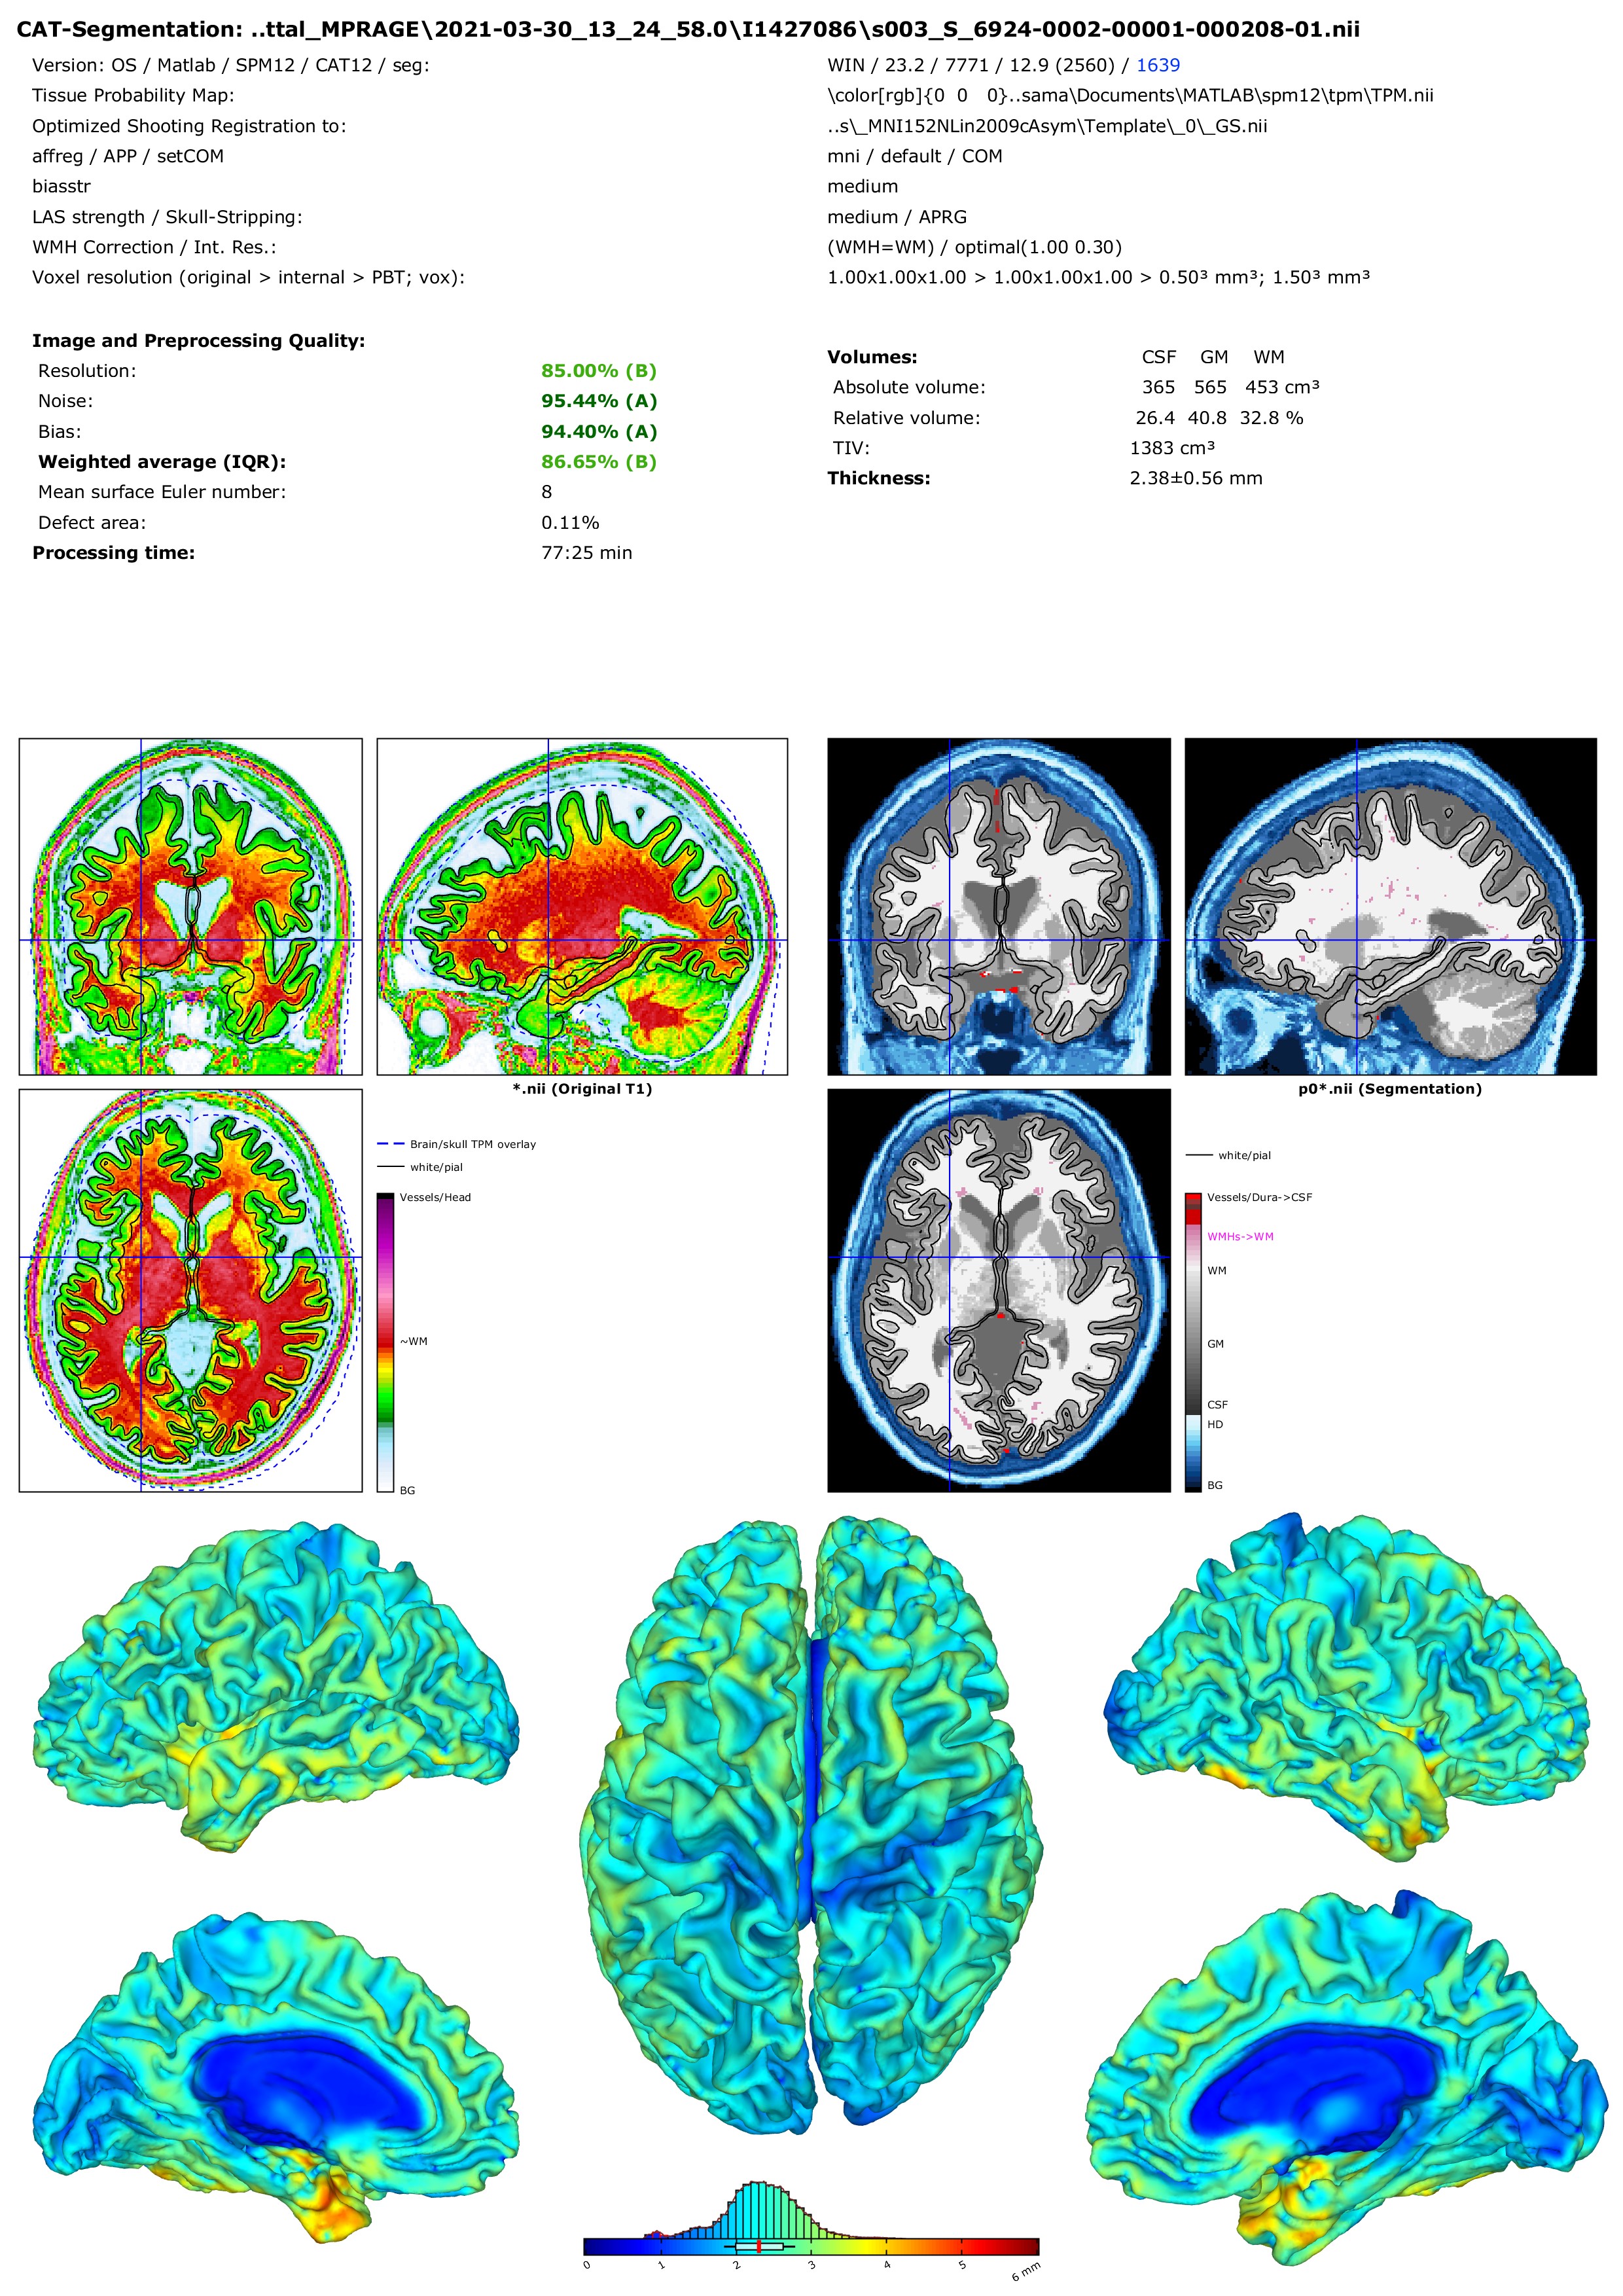 CAT-Segmentation: ..ttal_MPRAGE\2021-03-30_13_24_58.0\I1427086\s003_S_6924-0002-00001-000208-01.nii
Version: OS / Matlab / SPM12 / CAT12 / seg: WIN / 23.2 / 7771 / 12.9 (2560) / 1639
Tissue Probability Map: \color[rgb]{0 0 0}..sama\Documents\MATLAB\spm12\tpm\TPM.nii
Optimized Shooting Registration to: ..s\_MNI152NLin2009cAsym\Template\_0\_GS.nii
affreg / APP / setCOM mni / default / COM
biasstr medium
LAS strength / Skull-Stripping: medium / APRG
WMH Correction / Int. Res.: (WMH=WM) / optimal(1.00 0.30)
Voxel resolution (original > internal > PBT; vox): 1.00x1.00x1.00 > 1.00x1.00x1.00 > 0.50³ mm³; 1.50³ mm³
Image and Preprocessing Quality:
Resolution: 85.00% (B)
Noise: 95.44% (A)
Bias: 94.40% (A)
Weighted average (IQR): 86.65% (B)
Mean surface Euler number: 8
Defect area: 0.11%
Processing time: 77:25 min
Volumes: CSF GM WM
Absolute volume: 365 565 453 cm³
Relative volume: 26.4 40.8 32.8 %
TIV: 1383 cm³
Thickness: 2.38±0.56 mm
*.nii (Original T1)
p0*.nii (Segmentation)
Brain/skull TPM overlay
white/pial
Vessels/Head
~WM
BG
white/pial
Vessels/Dura->CSF
WMHs->WM
WM
GM
CSF
HD
BG
0 1 2 3 4 5 6 mm